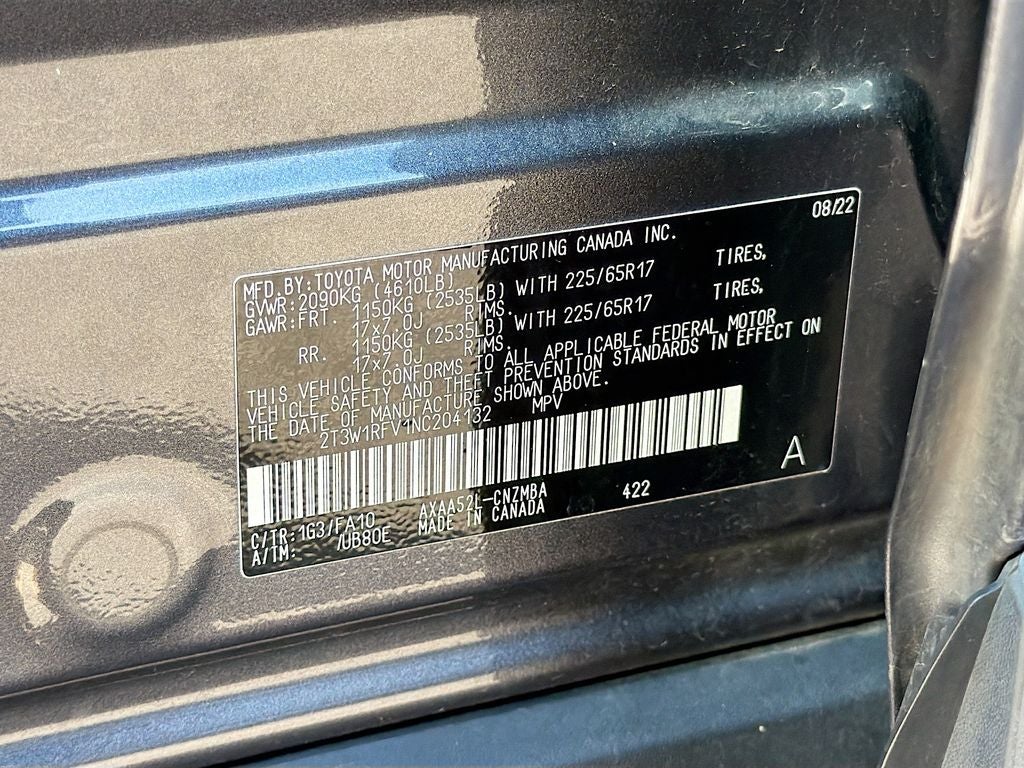 08/22
MFD. BY: TOYOTA MOTOR MANUFACTURING CANADA INC.
GVWR: 2090KG (4610LB)
GAWR: FRT. 1150KG (2535LB) WITH 225/65R17 TIRES,
17x7.0J RIMS.
RR. 1150KG (2535LB) WITH 225/65R17 TIRES,
17x7.0J RIMS.
THIS VEHICLE CONFORMS TO ALL APPLICABLE FEDERAL MOTOR
VEHICLE SAFETY AND THEFT PREVENTION STANDARDS IN EFFECT ON
THE DATE OF MANUFACTURE SHOWN ABOVE.
2T3W1RFV1NC204132 MPV
A
C/TR: 1G3/FA10 AXAA52L-CNZMBA 422
A/TM: /UB80E MADE IN CANADA